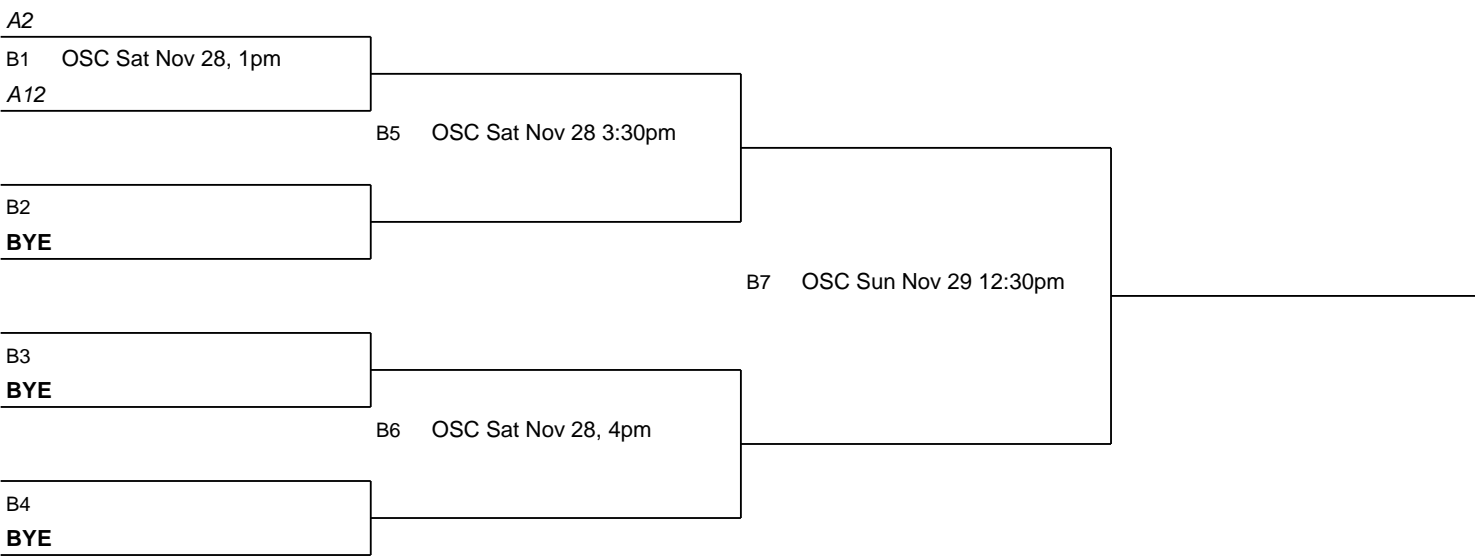 A2
B1 OSC Sat Nov 28, 1pm
A12
B5 OSC Sat Nov 28 3:30pm
B2
BYE
B7 OSC Sun Nov 29 12:30pm
B3
BYE
B6 OSC Sat Nov 28, 4pm
B4
BYE